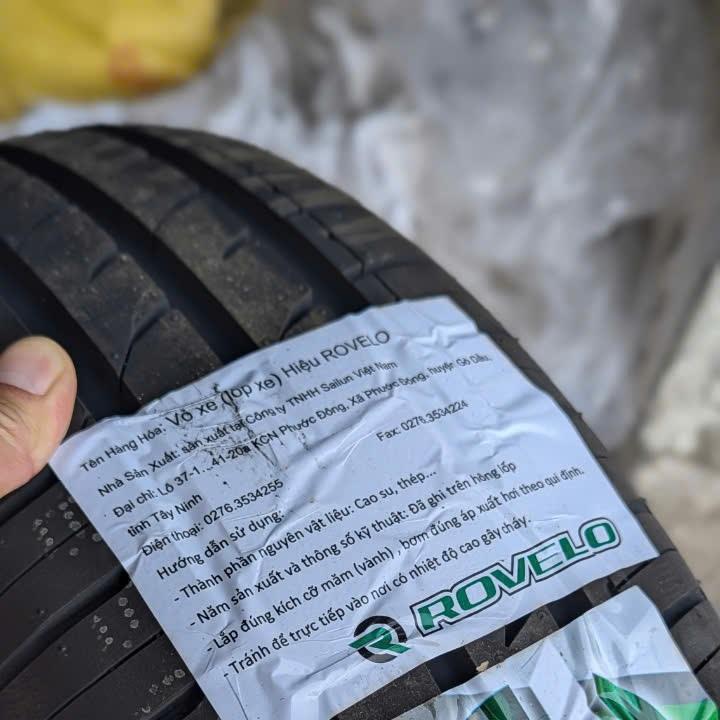 Tên Hàng Hóa: Vỏ xe (lốp xe) Hiệu ROVELO
Nhà Sản Xuất: sản xuất tại Công ty TNHH Sailun Việt Nam
Đại chỉ: Lô 37-1...41-20a KCN Phước Đông, Xã Phước Đông, huyện Gò Dầu,
tỉnh Tây Ninh
Điện thoại: 0276.3534255 Fax: 0276.3534224
Hướng dẫn sử dụng:
- Thành phần nguyên vật liệu: Cao su, thép...
- Năm sản xuất và thông số kỹ thuật: Đã ghi trên hông lốp
- Lắp đúng kích cỡ mâm (vành) , bơm đúng áp xuất hơi theo qui định.
- Tránh để trực tiếp vào nơi có nhiệt độ cao gây cháy.
ROVELO